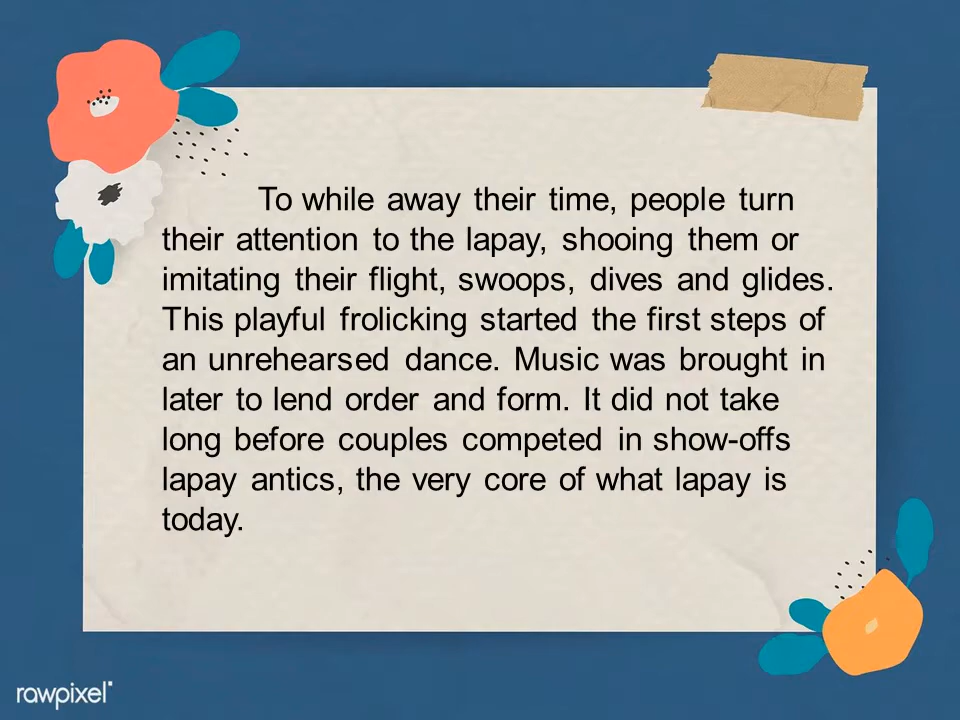 To while away their time, people turn
their attention to the lapay, shooing them or
imitating their flight, swoops, dives and glides.
This playful frolicking started the first steps of
an unrehearsed dance. Music was brought in
later to lend order and form. It did not take
long before couples competed in show-offs
lapay antics, the very core of what lapay is
today.
rawpixel